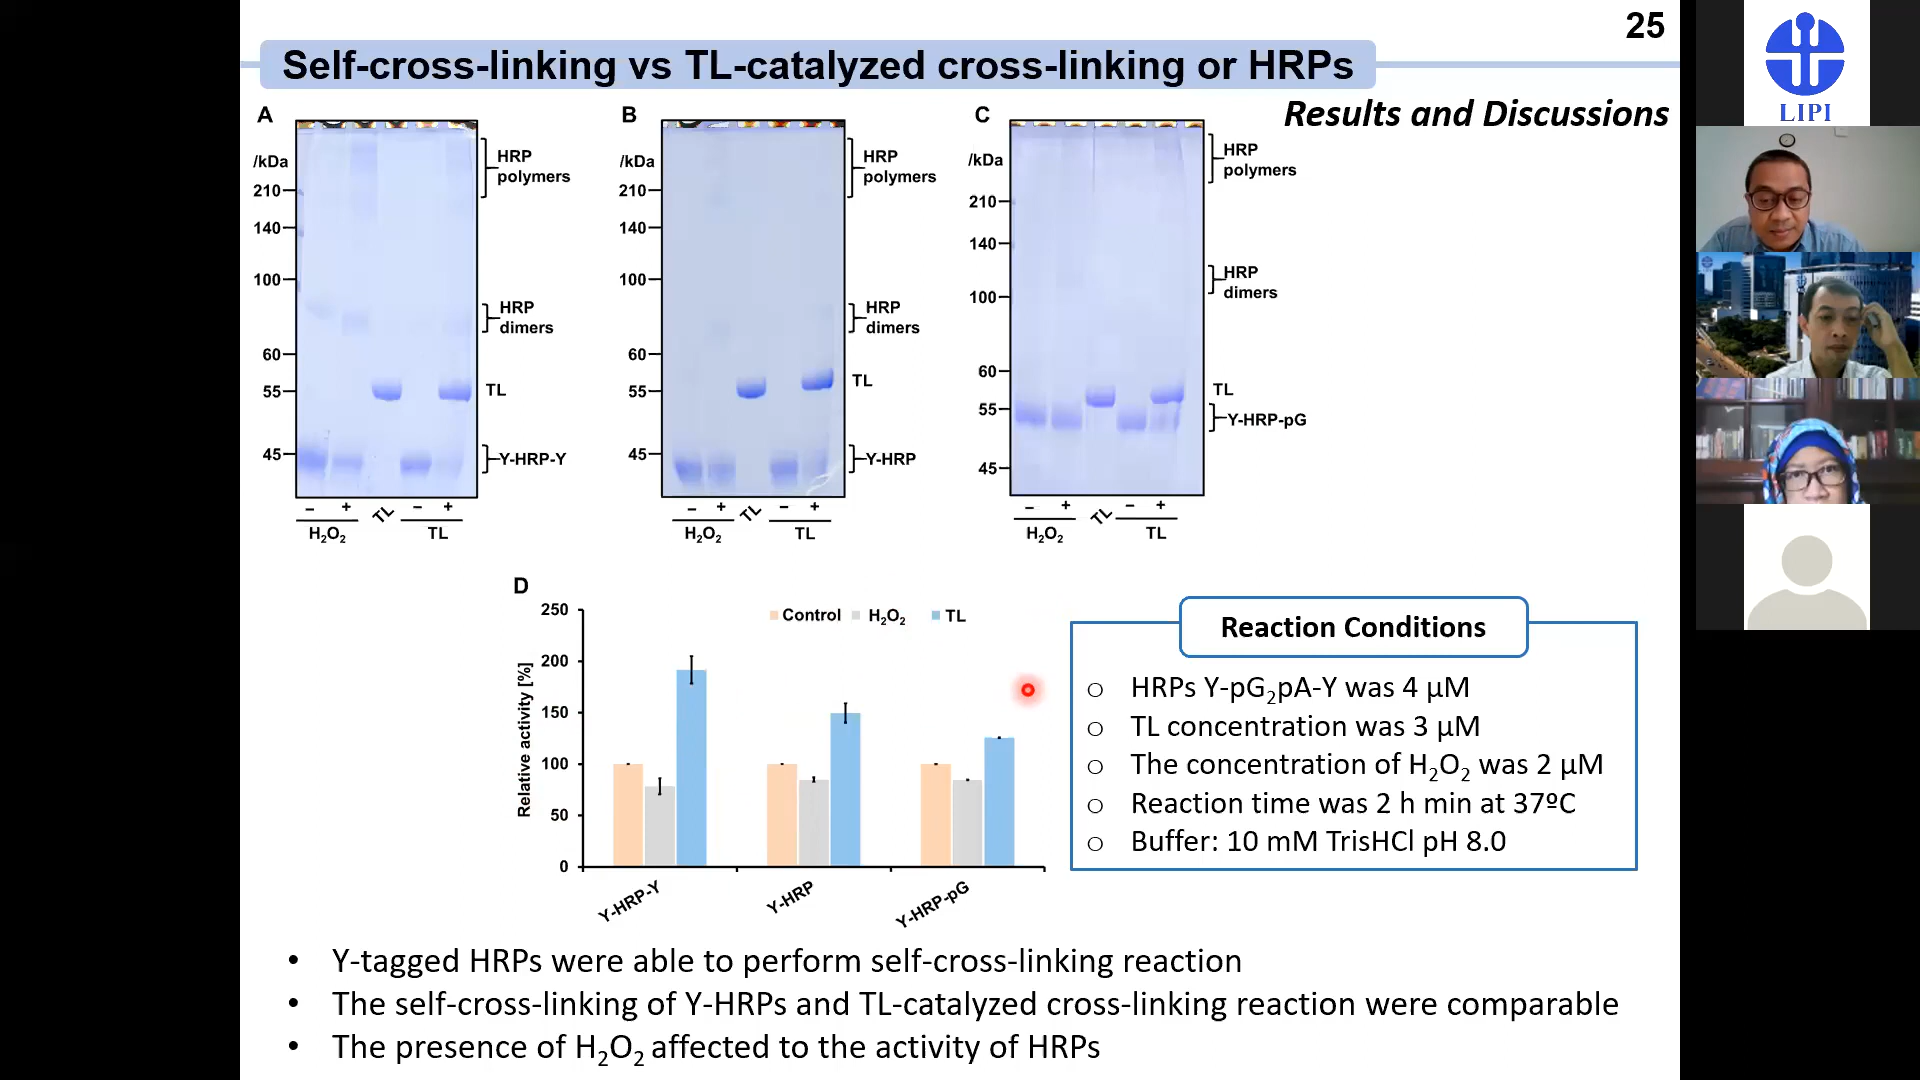 25
Self-cross-linking vs TL-catalyzed cross-linking or HRPs
Results and Discussions
LIPI
A
/kDa
210
140
100
60
55
45
HRP
polymers
HRP
dimers
TL
Y-HRP-Y
− + TL − +
H₂O₂ TL
B
/kDa
210
140
100
60
55
45
HRP
polymers
HRP
dimers
TL
Y-HRP
− + TL − +
H₂O₂ TL
C
/kDa
210
140
100
60
55
45
HRP
polymers
HRP
dimers
TL
Y-HRP-pG
− + TL − +
H₂O₂ TL
D
Control H₂O₂ TL
Relative activity [%]
250
200
150
100
50
0
Y-HRP-Y
Y-HRP
Y-HRP-pG
Reaction Conditions
o HRPs Y-pG₂pA-Y was 4 µM
o TL concentration was 3 µM
o The concentration of H₂O₂ was 2 µM
o Reaction time was 2 h min at 37ºC
o Buffer: 10 mM TrisHCl pH 8.0
• Y-tagged HRPs were able to perform self-cross-linking reaction
• The self-cross-linking of Y-HRPs and TL-catalyzed cross-linking reaction were comparable
• The presence of H₂O₂ affected to the activity of HRPs